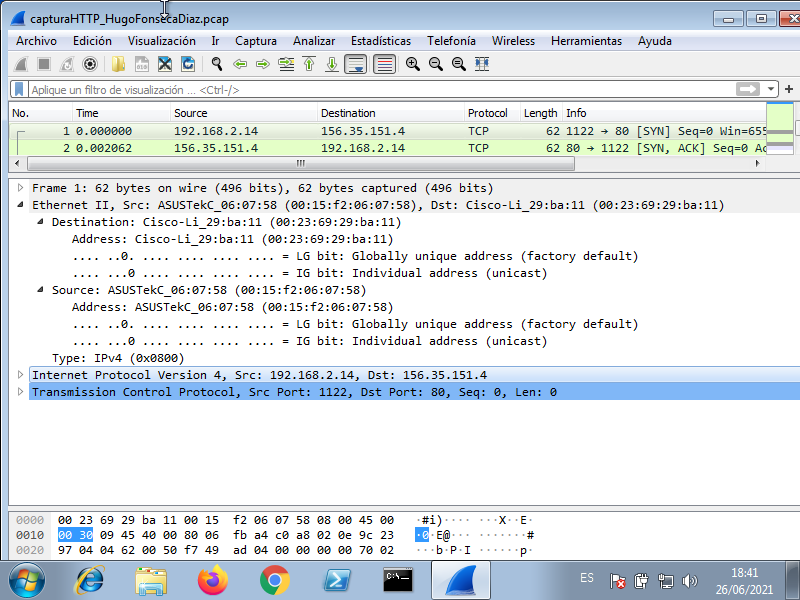 capturaHTTP_HugoFonsecaDiaz.pcap
Archivo Edición Visualización Ir Captura Analizar Estadísticas Telefonía Wireless Herramientas Ayuda
Aplique un filtro de visualización ... <Ctrl-/>
No. Time Source Destination Protocol Length Info
1 0.000000 192.168.2.14 156.35.151.4 TCP 62 1122 → 80 [SYN] Seq=0 Win=655
2 0.002062 156.35.151.4 192.168.2.14 TCP 62 80 → 1122 [SYN, ACK] Seq=0 Ac
Frame 1: 62 bytes on wire (496 bits), 62 bytes captured (496 bits)
Ethernet II, Src: ASUSTekC_06:07:58 (00:15:f2:06:07:58), Dst: Cisco-Li_29:ba:11 (00:23:69:29:ba:11)
Destination: Cisco-Li_29:ba:11 (00:23:69:29:ba:11)
Address: Cisco-Li_29:ba:11 (00:23:69:29:ba:11)
.... ..0. .... .... .... .... = LG bit: Globally unique address (factory default)
.... ...0 .... .... .... .... = IG bit: Individual address (unicast)
Source: ASUSTekC_06:07:58 (00:15:f2:06:07:58)
Address: ASUSTekC_06:07:58 (00:15:f2:06:07:58)
.... ..0. .... .... .... .... = LG bit: Globally unique address (factory default)
.... ...0 .... .... .... .... = IG bit: Individual address (unicast)
Type: IPv4 (0x0800)
Internet Protocol Version 4, Src: 192.168.2.14, Dst: 156.35.151.4
Transmission Control Protocol, Src Port: 1122, Dst Port: 80, Seq: 0, Len: 0
0000 00 23 69 29 ba 11 00 15 f2 06 07 58 08 00 45 00 ·#i)···· ···X··E·
0010 00 30 09 45 40 00 80 06 fb a4 c0 a8 02 0e 9c 23 ·0·E@··· ·······#
0020 97 04 04 62 00 50 f7 49 ad 04 00 00 00 00 70 02 ···b·P·I ······p·
C:\_
ES
18:41
26/06/2021